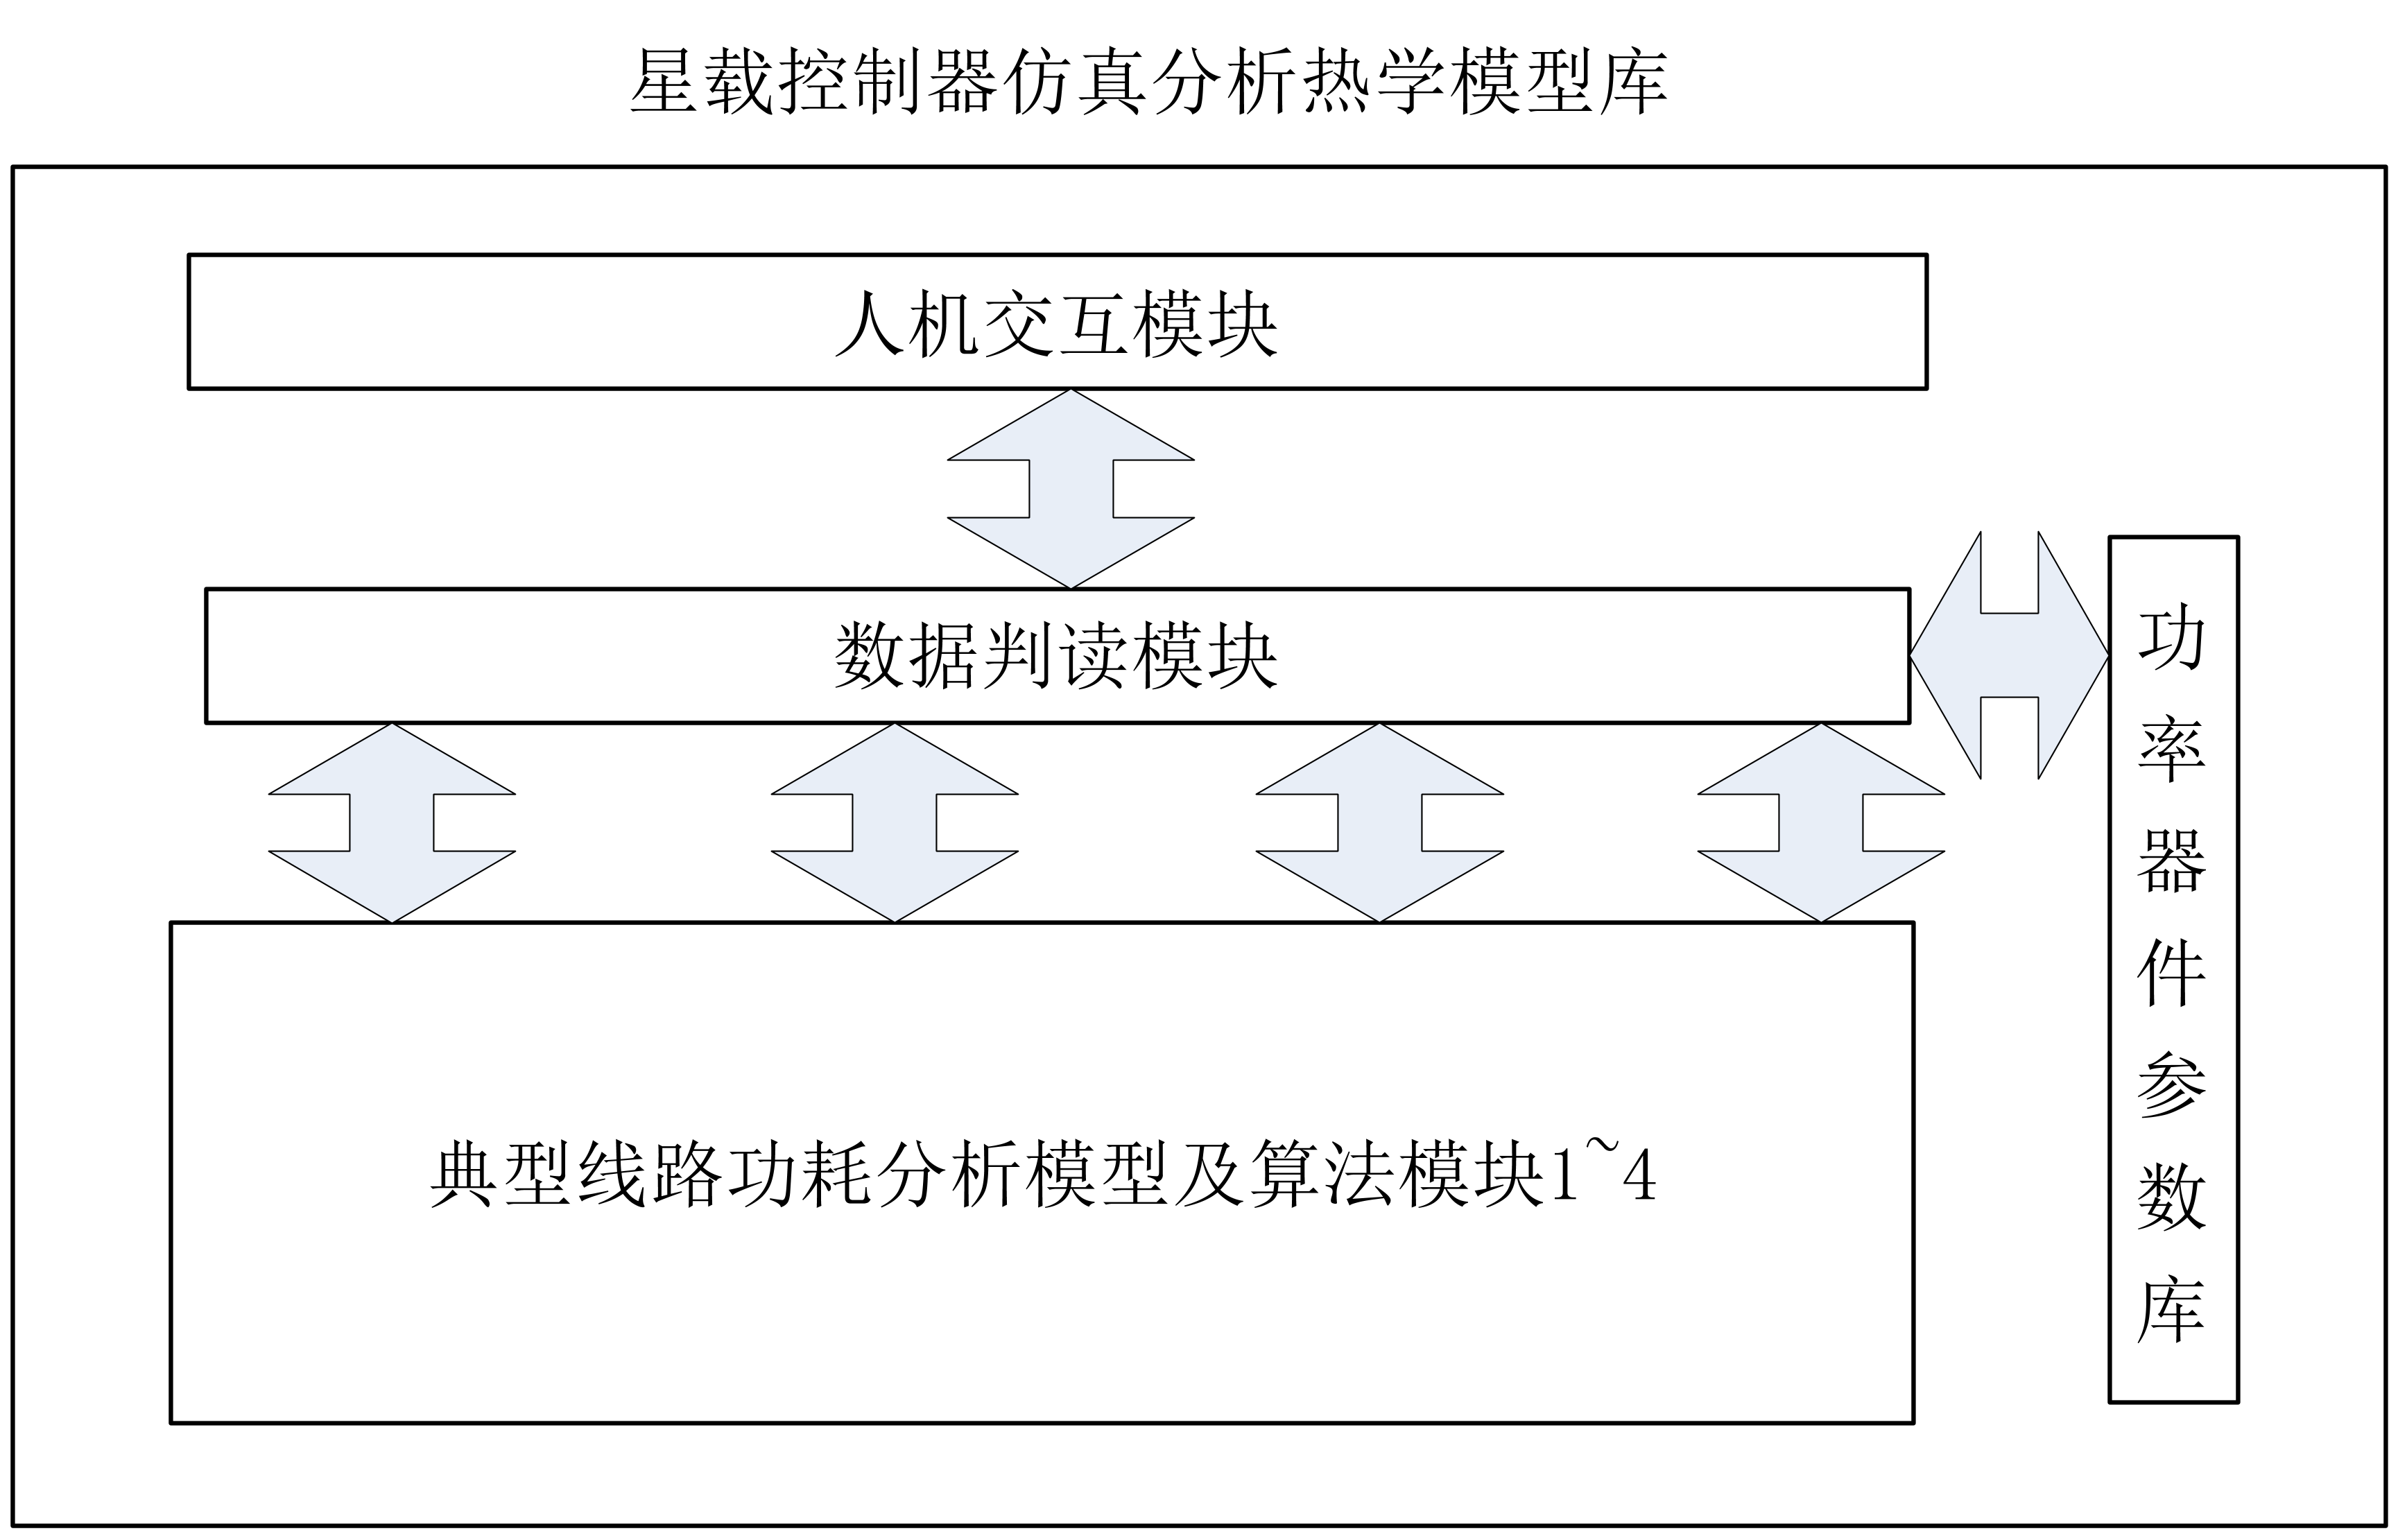 星载控制器仿真分析热学模型库
人机交互模块
数据判读模块
功率器件参数库
典型线路功耗分析模型及算法模块1~4